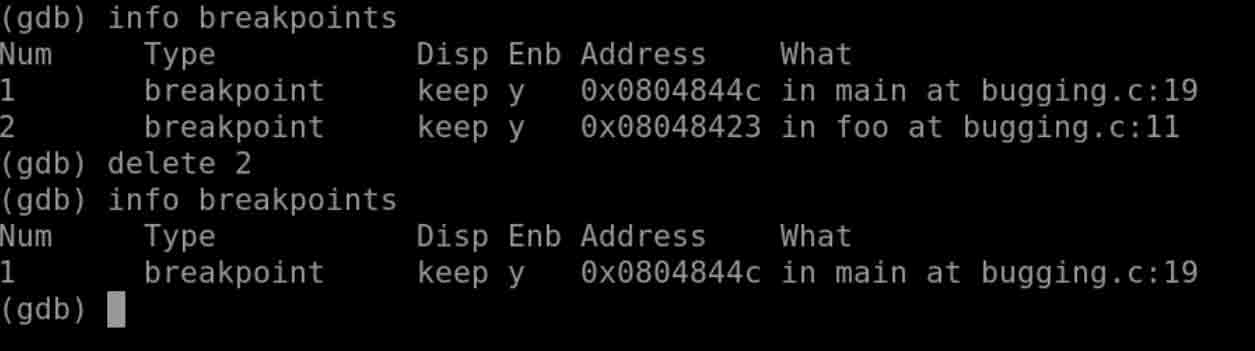 (gdb) info breakpoints
Num     Type           Disp Enb Address    What
1       breakpoint     keep y   0x0804844c in main at bugging.c:19
2       breakpoint     keep y   0x08048423 in foo at bugging.c:11
(gdb) delete 2
(gdb) info breakpoints
Num     Type           Disp Enb Address    What
1       breakpoint     keep y   0x0804844c in main at bugging.c:19
(gdb)